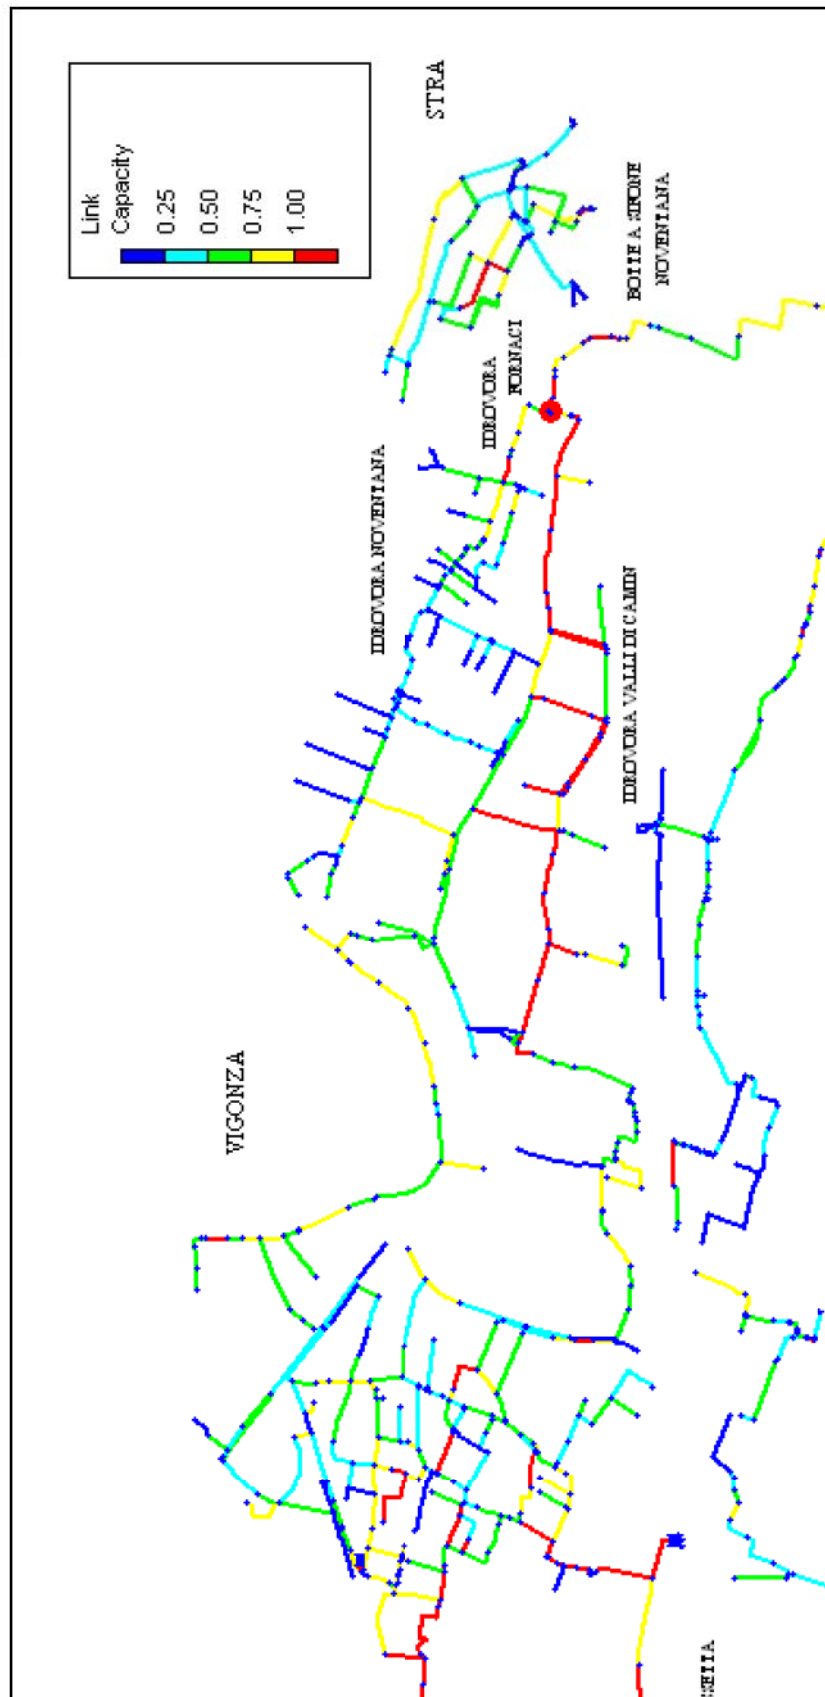 Link
Capacity
0.25
0.50
0.75
1.00
STRA
BOTTE A SIFONE
NOVENTANA
IDROVORA
FORNACI
IDROVORA NOVENTANA
IDROVORA VALLI DI CAMIN
VIGONZA